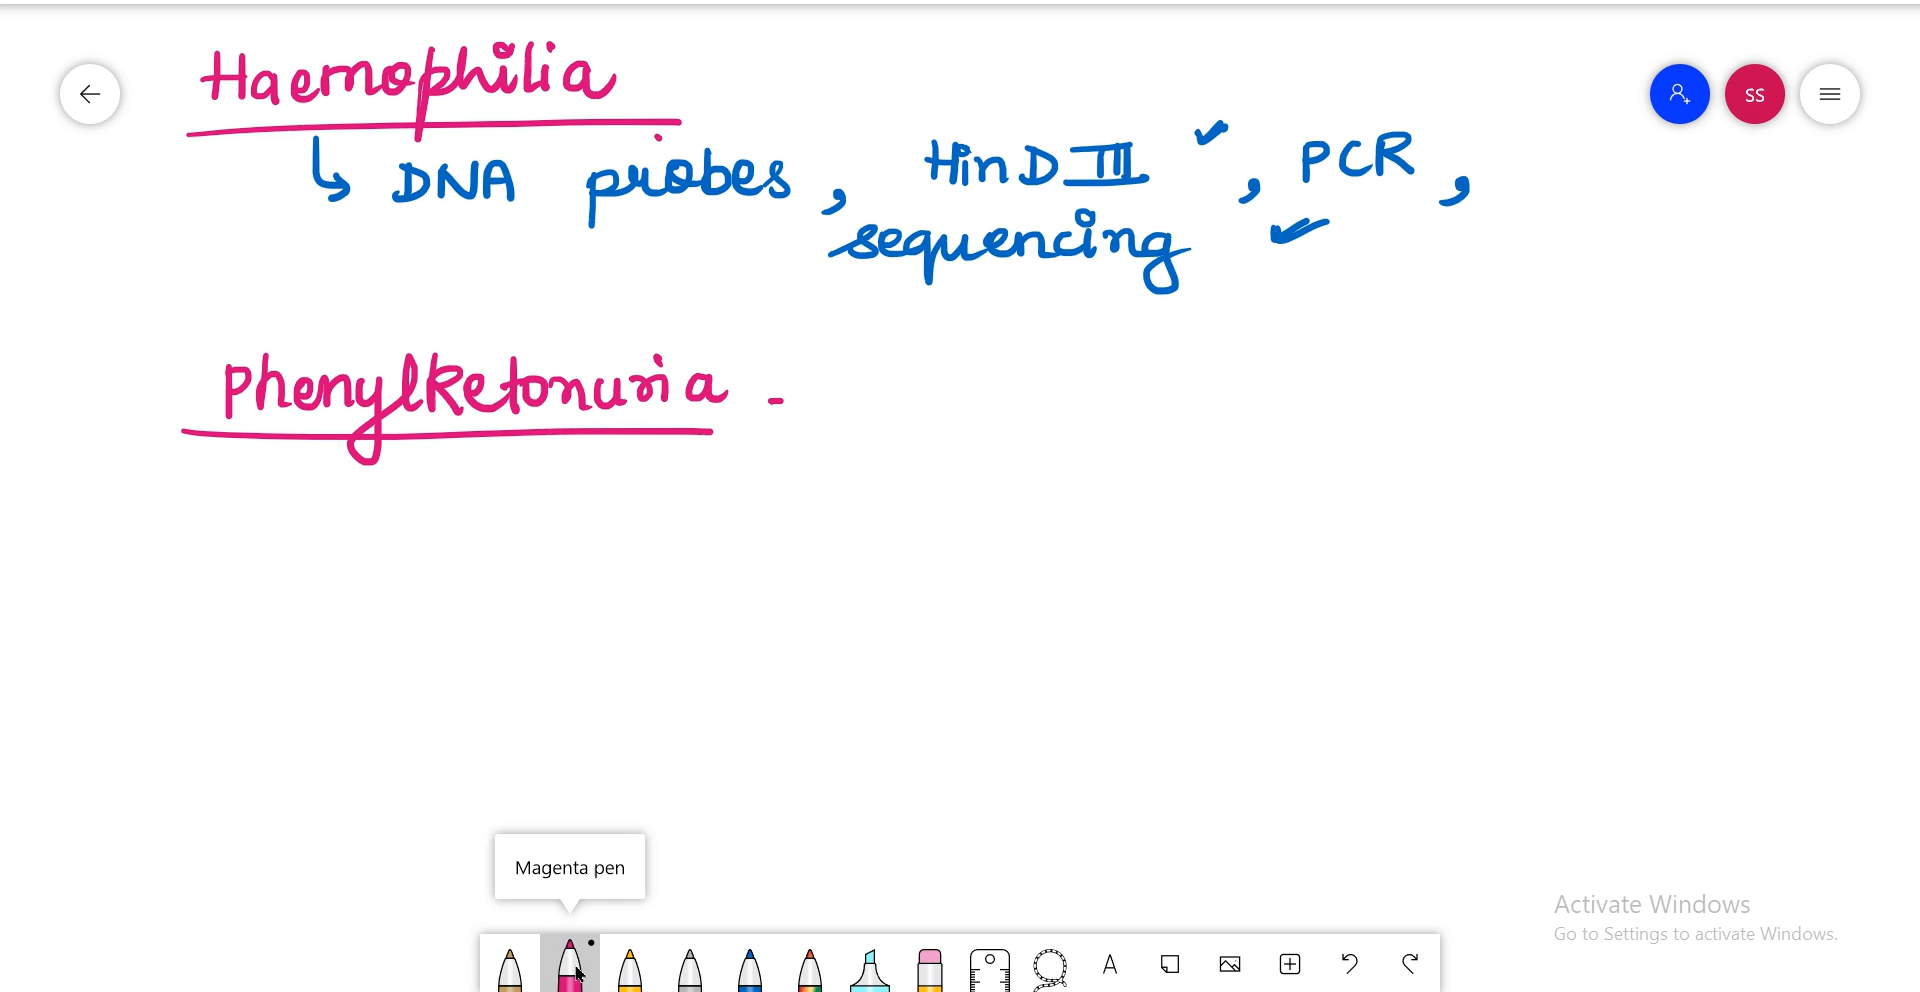 Haemophilia
SS
↳ DNA probes, HinD III ✓, PCR,
sequencing ✓
Phenylketonuria -
Magenta pen
Activate Windows
Go to Settings to activate Windows.
A